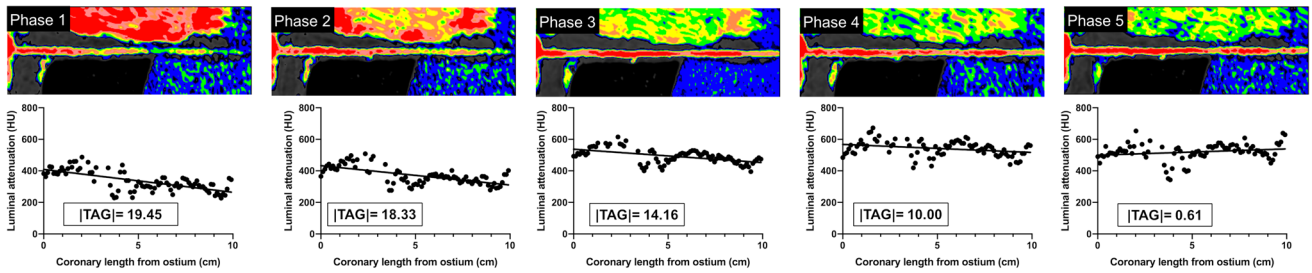 Phase 1
Phase 2
Phase 3
Phase 4
Phase 5
Luminal attenuation (HU)
800
600
400
200
0
|TAG|= 19.45
0
5
10
Coronary length from ostium (cm)
Luminal attenuation (HU)
800
600
400
200
0
|TAG|= 18.33
0
5
10
Coronary length from ostium (cm)
Luminal attenuation (HU)
800
600
400
200
0
|TAG|= 14.16
0
5
10
Coronary length from ostium (cm)
Luminal attenuation (HU)
800
600
400
200
0
|TAG|= 10.00
0
5
10
Coronary length from ostium (cm)
Luminal attenuation (HU)
800
600
400
200
0
|TAG|= 0.61
0
5
10
Coronary length from ostium (cm)